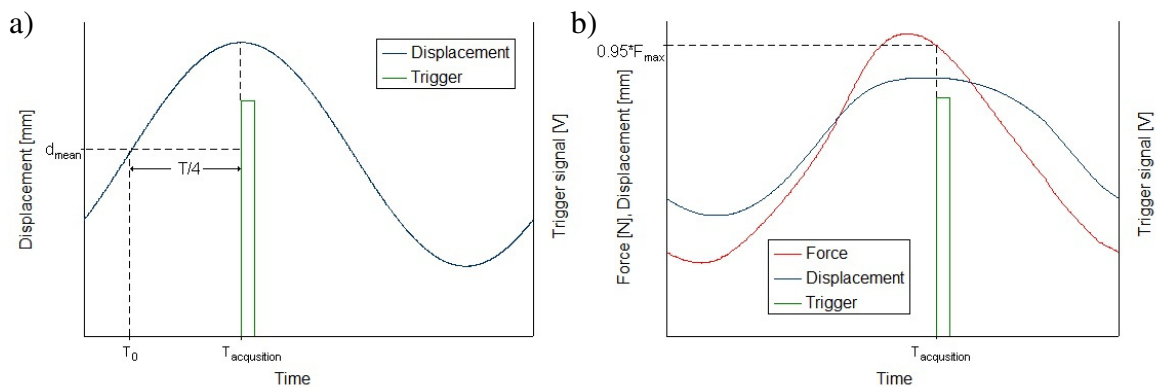 a)
Displacement [mm]
d_mean
T/4
Displacement
Trigger
Trigger signal [V]
T_0
T_acqusition
Time
b)
Force [N], Displacement [mm]
0.95*F_max
Force
Displacement
Trigger
Trigger signal [V]
T_acqusition
Time